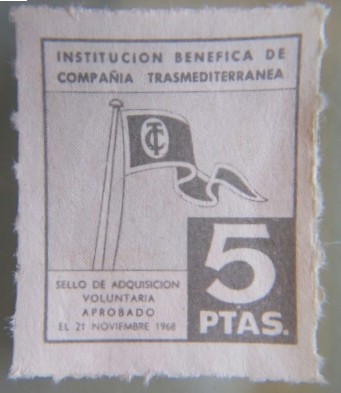 INSTITUCION BENEFICA DE
COMPAÑIA TRASMEDITERRANEA
TC
SELLO DE ADQUISICION
VOLUNTARIA
APROBADO
EL 21 NOVIEMBRE 1968
5
PTAS.